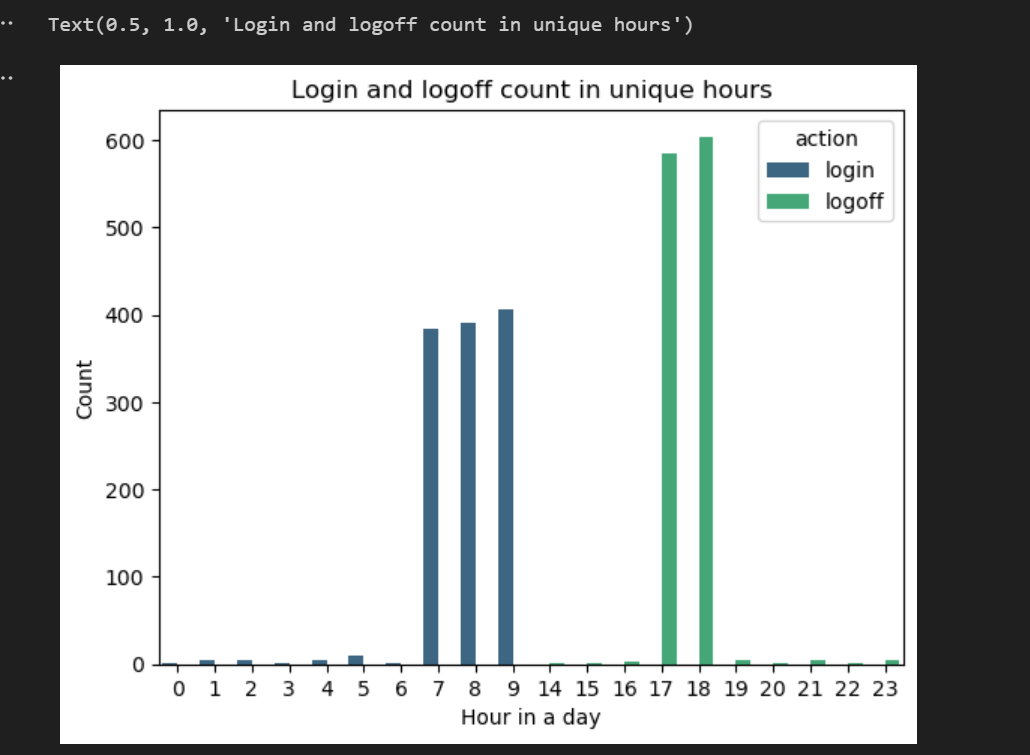 Text(0.5, 1.0, 'Login and logoff count in unique hours')
Login and logoff count in unique hours
action
login
logoff
600
500
400
300
200
100
0
Count
0 1 2 3 4 5 6 7 8 9 14 15 16 17 18 19 20 21 22 23
Hour in a day